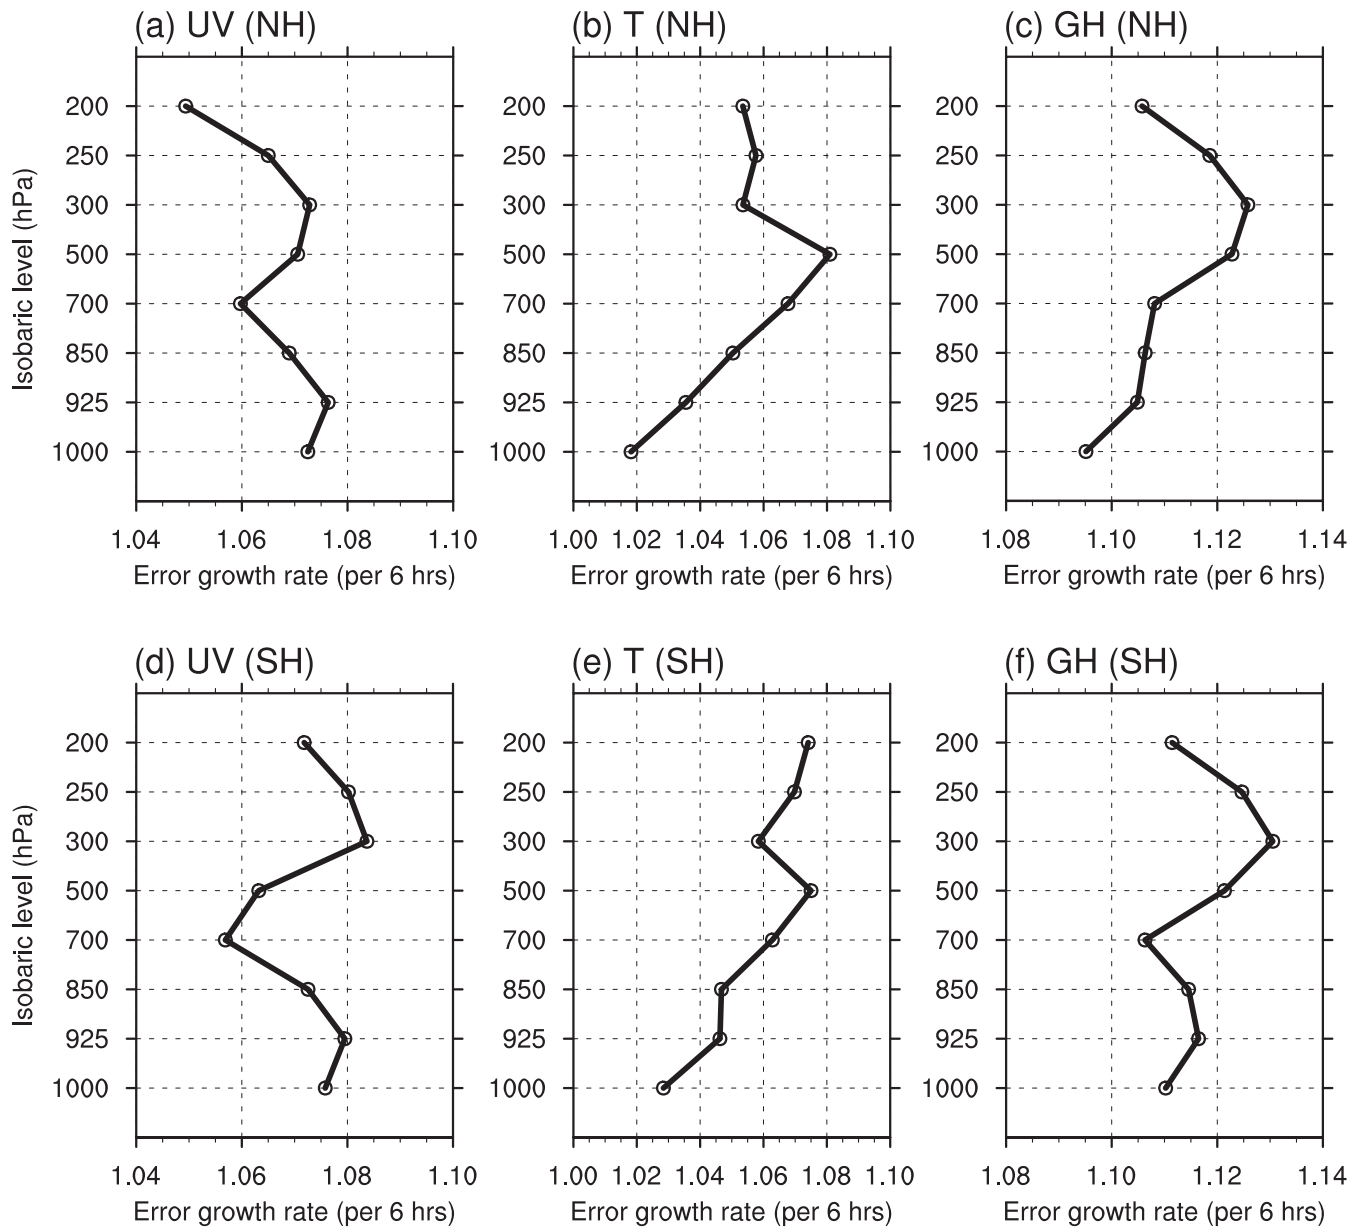 (a) UV (NH)
(b) T (NH)
(c) GH (NH)
Isobaric level (hPa)
200
250
300
500
700
850
925
1000
1.04 1.06 1.08 1.10
Error growth rate (per 6 hrs)
200
250
300
500
700
850
925
1000
1.00 1.02 1.04 1.06 1.08 1.10
Error growth rate (per 6 hrs)
200
250
300
500
700
850
925
1000
1.08 1.10 1.12 1.14
Error growth rate (per 6 hrs)
(d) UV (SH)
(e) T (SH)
(f) GH (SH)
Isobaric level (hPa)
200
250
300
500
700
850
925
1000
1.04 1.06 1.08 1.10
Error growth rate (per 6 hrs)
200
250
300
500
700
850
925
1000
1.00 1.02 1.04 1.06 1.08 1.10
Error growth rate (per 6 hrs)
200
250
300
500
700
850
925
1000
1.08 1.10 1.12 1.14
Error growth rate (per 6 hrs)